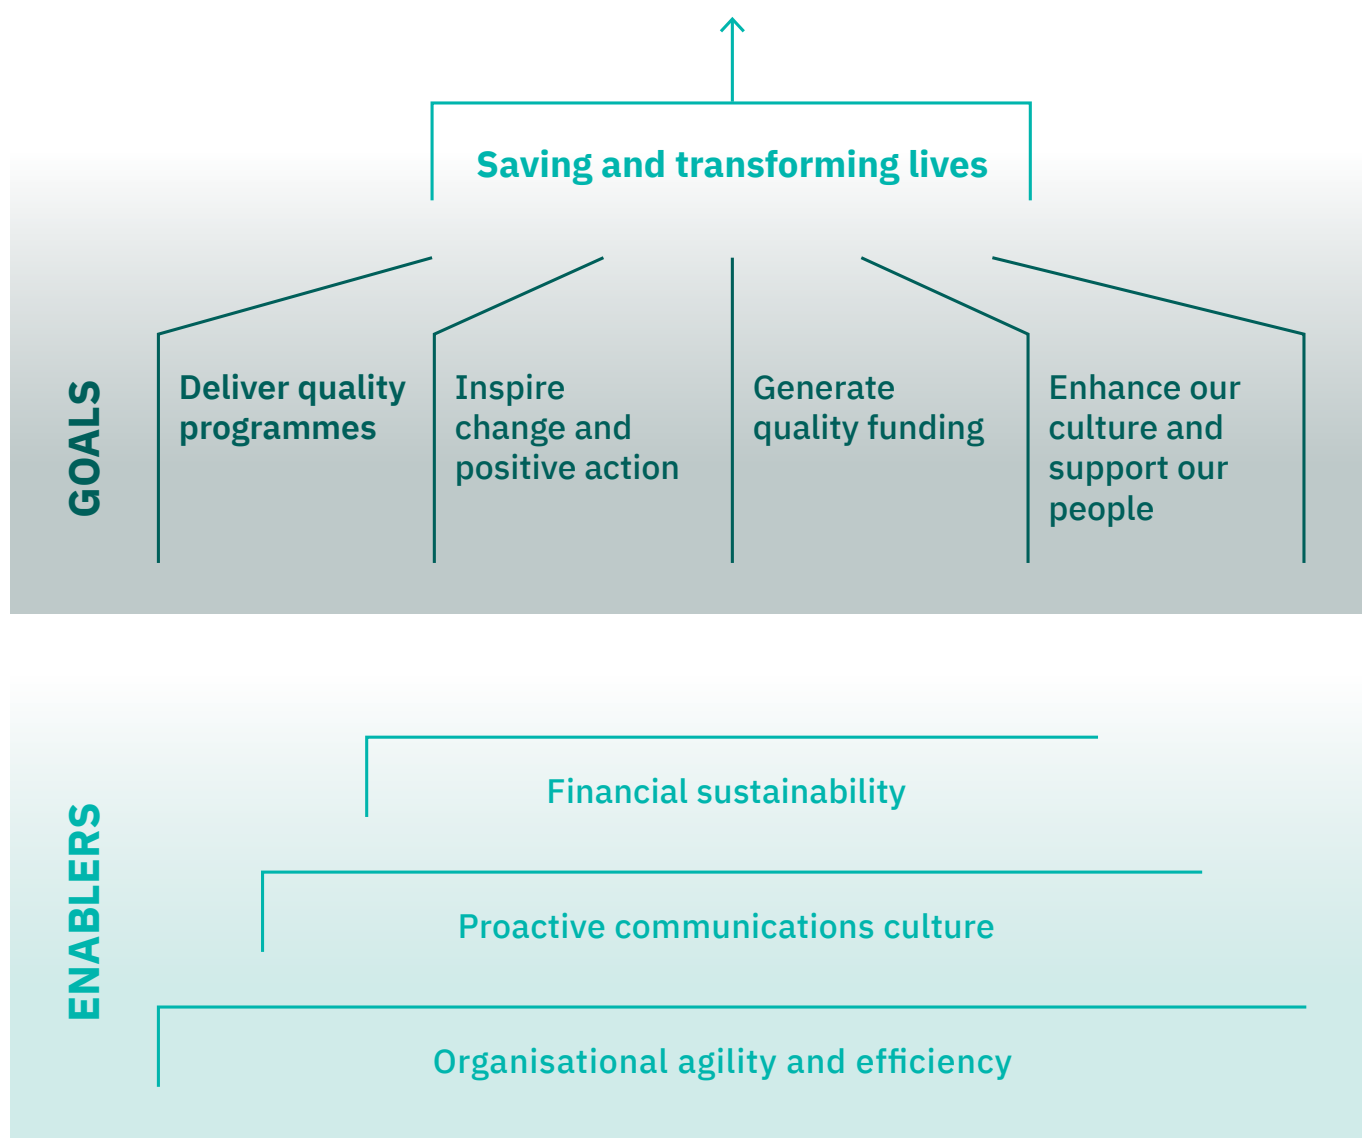 Saving and transforming lives
GOALS
Deliver quality
programmes
Inspire
change and
positive action
Generate
quality funding
Enhance our
culture and
support our
people
ENABLERS
Financial sustainability
Proactive communications culture
Organisational agility and efficiency